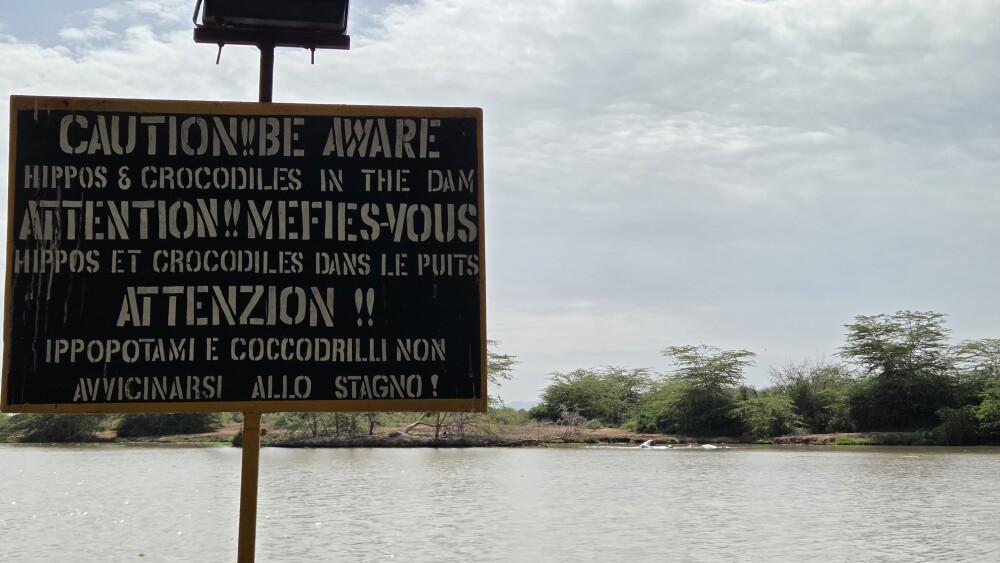 CAUTION!!BE AWARE
HIPPOS & CROCODILES IN THE DAM
ATTENTION!! MEFIES-VOUS
HIPPOS ET CROCODILES DANS LE PUITS
ATTENZION !!
IPPOPOTAMI E COCCODRILLI NON
AVVICINARSI ALLO STAGNO!